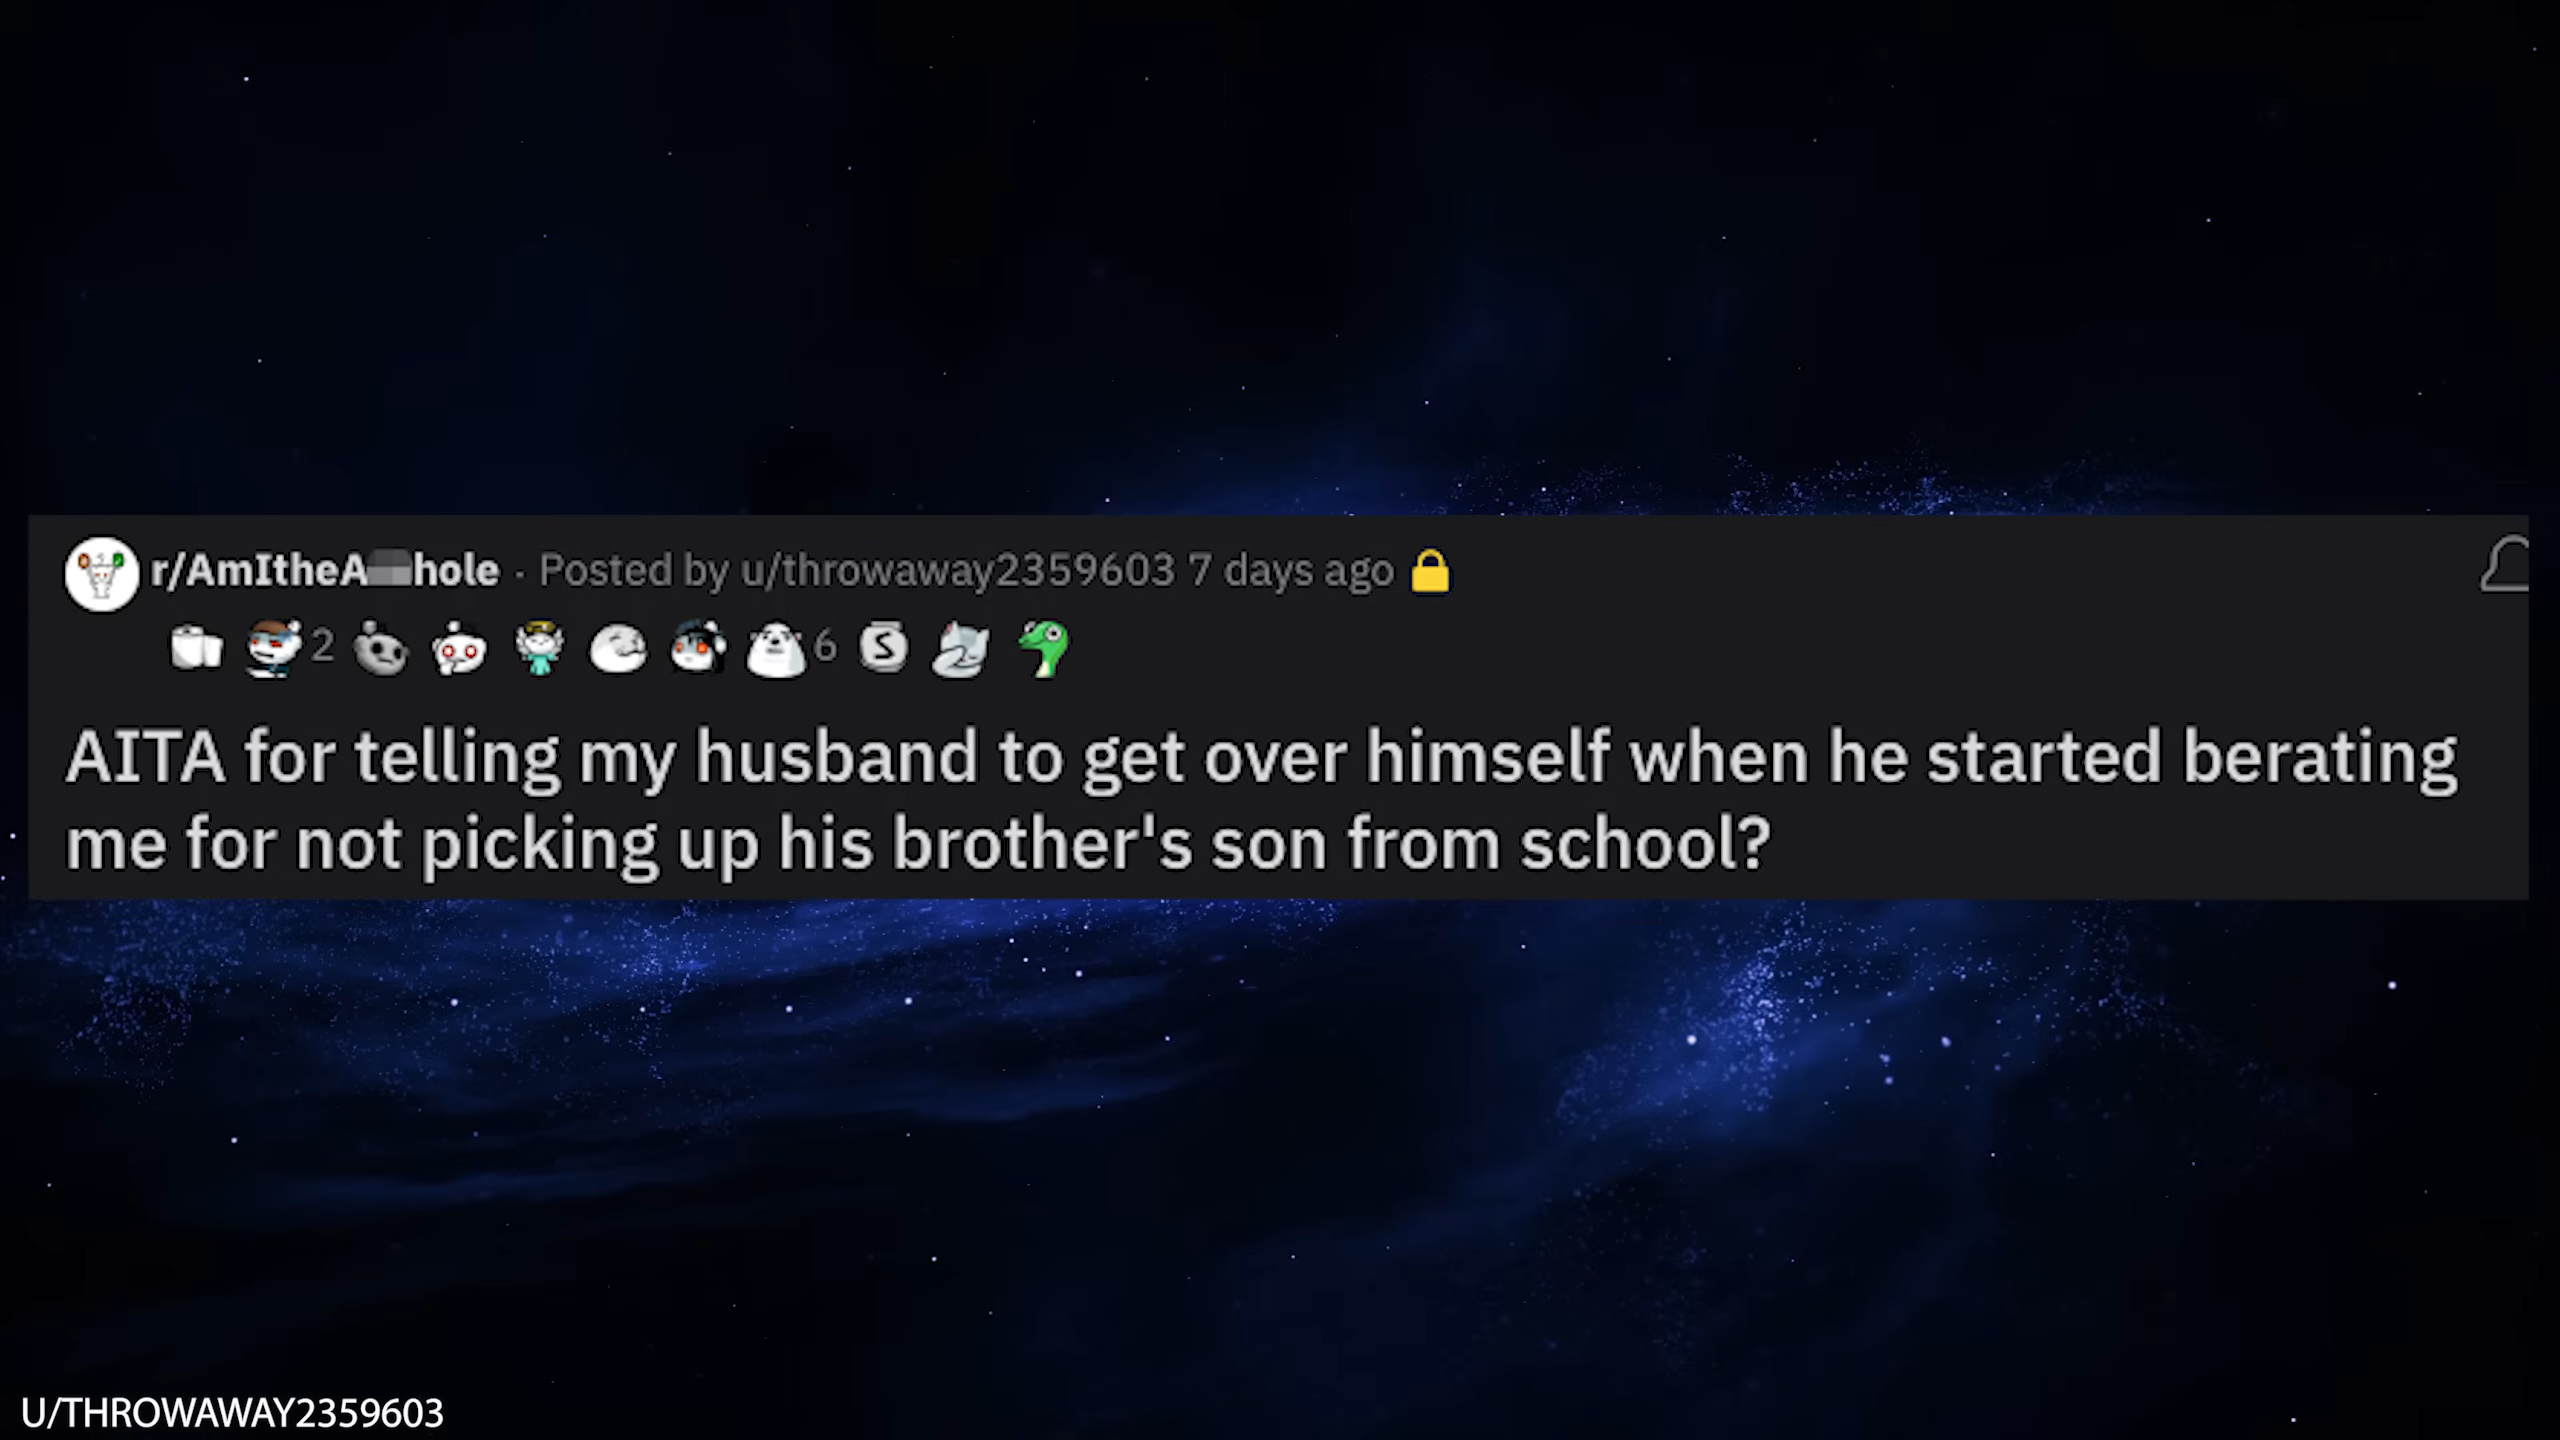 r/AmItheA hole · Posted by u/throwaway2359603 7 days ago
2 6 S
AITA for telling my husband to get over himself when he started berating
me for not picking up his brother's son from school?
U/THROWAWAY2359603